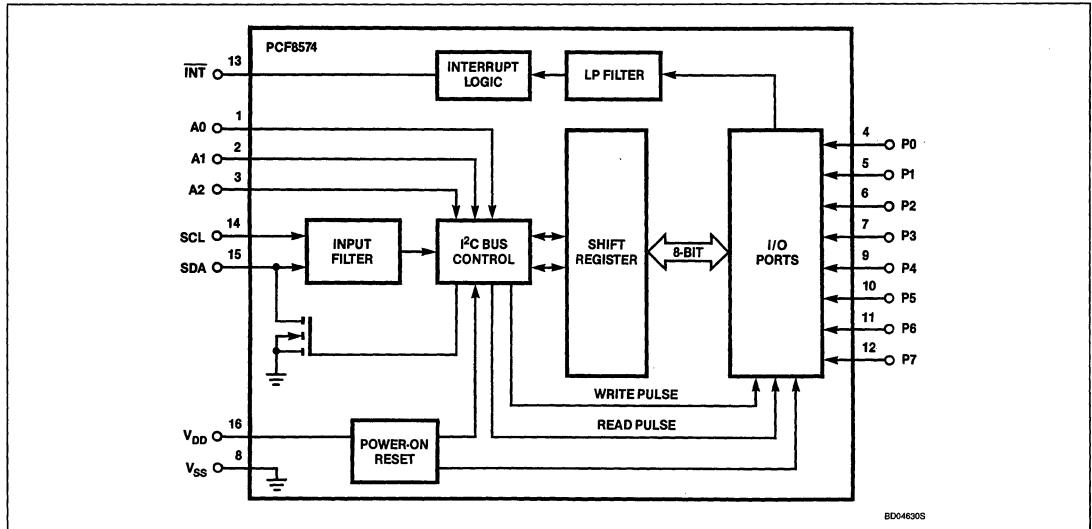 PCF8574
INT
13
A0
1
A1
2
A2
3
SCL
14
SDA
15
VDD
16
VSS
8
INTERRUPT
LOGIC
LP FILTER
INPUT
FILTER
I²C BUS
CONTROL
SHIFT
REGISTER
8-BIT
I/O
PORTS
4
P0
5
P1
6
P2
7
P3
9
P4
10
P5
11
P6
12
P7
WRITE PULSE
READ PULSE
POWER-ON
RESET
BD04630S